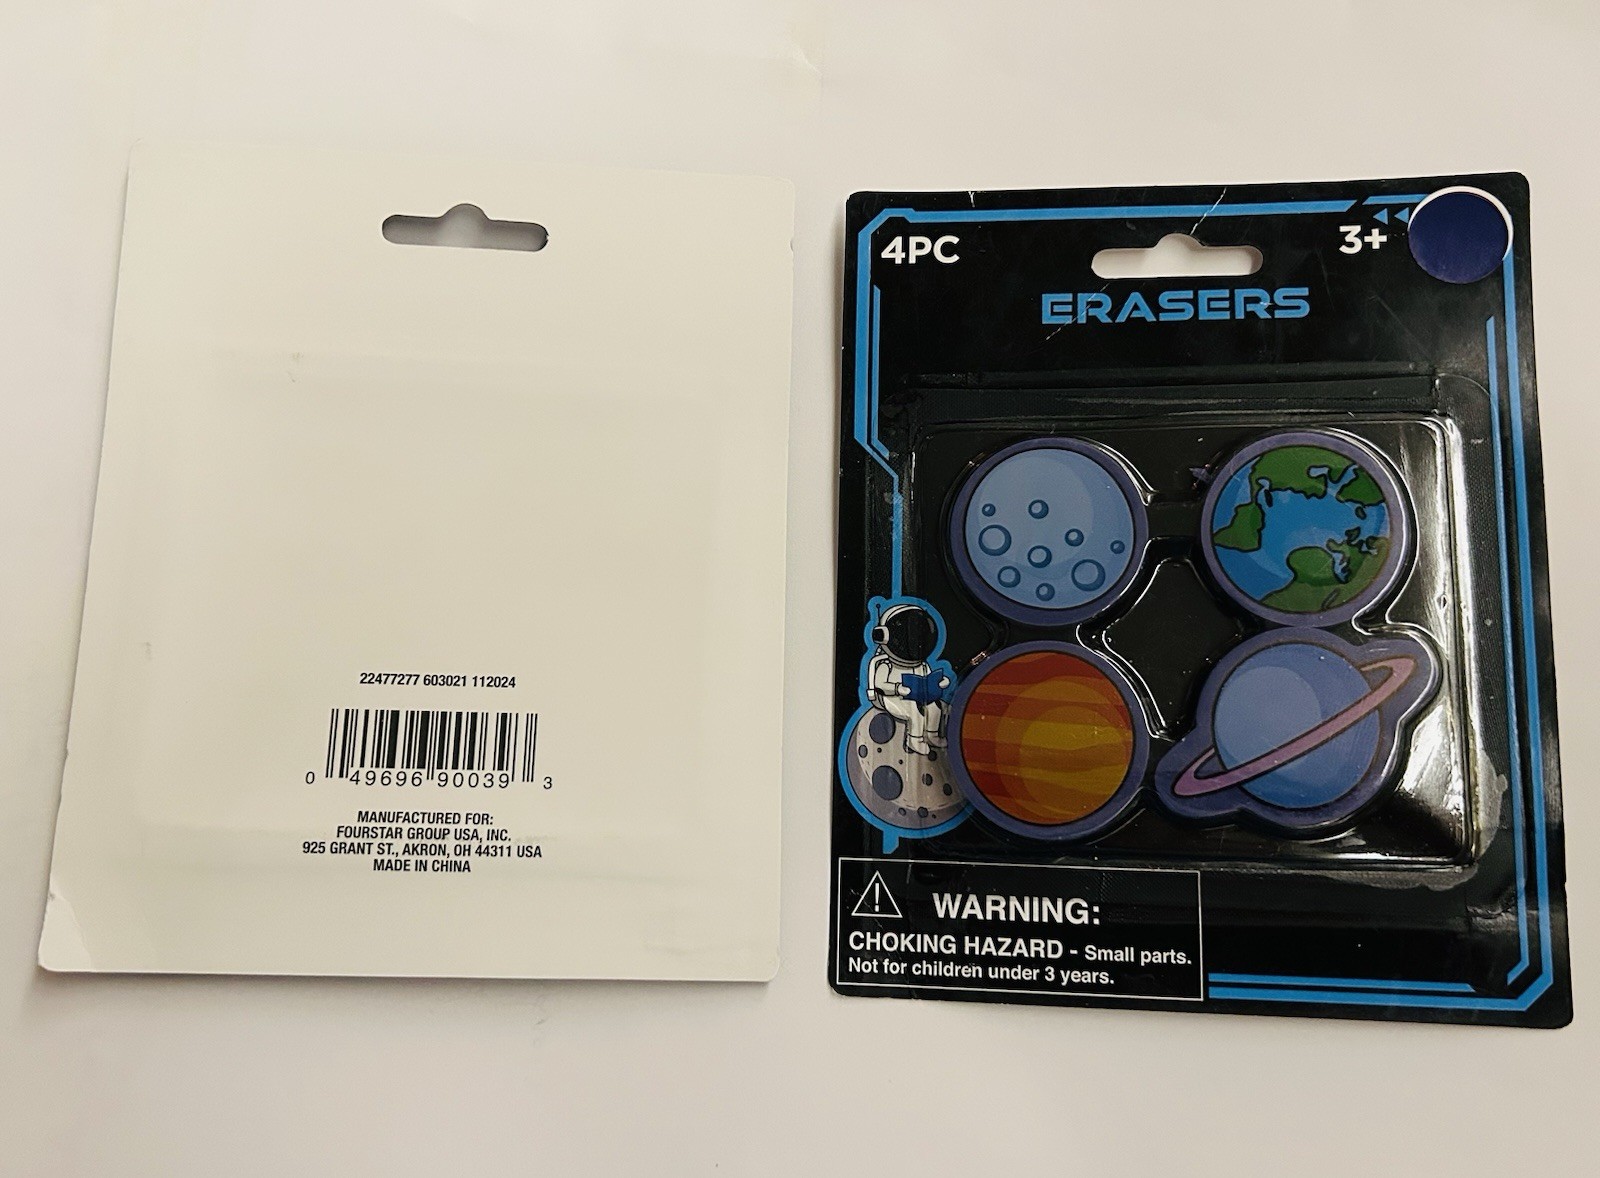 22477277 603021 112024
0 49696 90039 3
MANUFACTURED FOR:
FOURSTAR GROUP USA, INC.
925 GRANT ST., AKRON, OH 44311 USA
MADE IN CHINA
4PC
3+
ERASERS
WARNING:
CHOKING HAZARD - Small parts.
Not for children under 3 years.